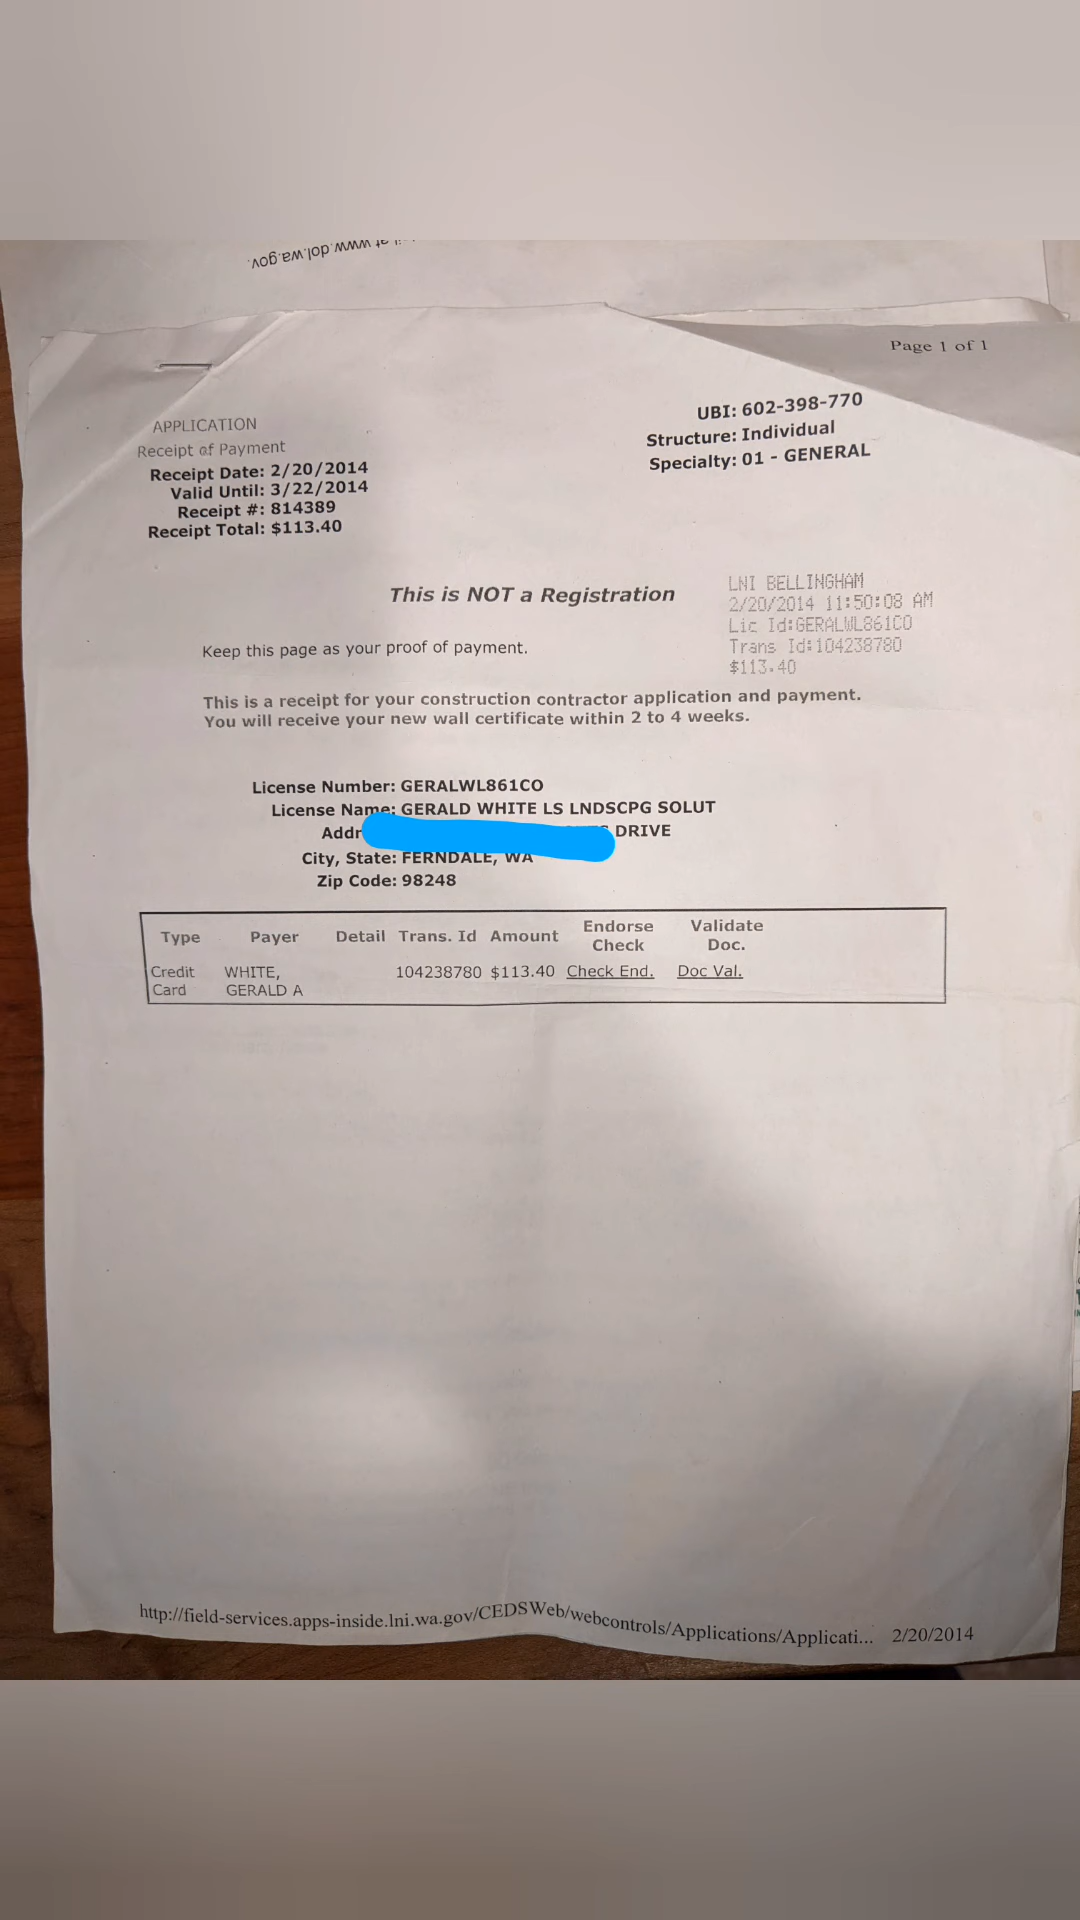 at www.dol.wa.gov.
Page 1 of 1
APPLICATION
Receipt of Payment
Receipt Date: 2/20/2014
Valid Until: 3/22/2014
Receipt #: 814389
Receipt Total: $113.40
UBI: 602-398-770
Structure: Individual
Specialty: 01 - GENERAL
This is NOT a Registration
LNI BELLINGHAM
2/20/2014 11:50:08 AM
Lic Id:GERALWL861CO
Trans Id:104238780
$113.40
Keep this page as your proof of payment.
This is a receipt for your construction contractor application and payment.
You will receive your new wall certificate within 2 to 4 weeks.
License Number: GERALWL861CO
License Name: GERALD WHITE LS LNDSCPG SOLUT
Addr DRIVE
City, State: FERNDALE, WA
Zip Code: 98248
Type Payer Detail Trans. Id Amount Endorse Check Validate Doc.
Credit Card WHITE, GERALD A 104238780 $113.40 Check End. Doc Val.
http://field-services.apps-inside.lni.wa.gov/CEDSWeb/webcontrols/Applications/Applicati... 2/20/2014